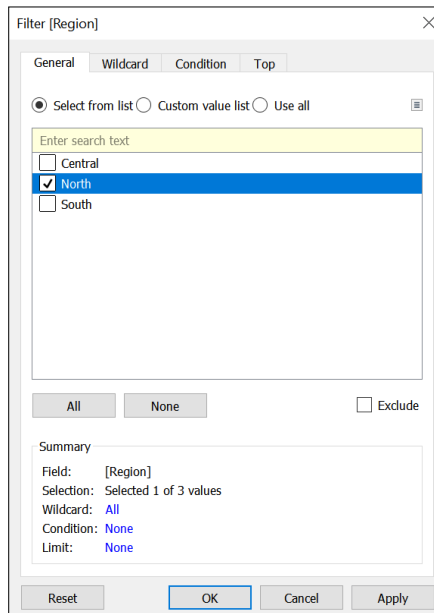 Filter [Region]
General Wildcard Condition Top
Select from list Custom value list Use all
Enter search text
Central
North
South
All None Exclude
Summary
Field: [Region]
Selection: Selected 1 of 3 values
Wildcard: All
Condition: None
Limit: None
Reset OK Cancel Apply